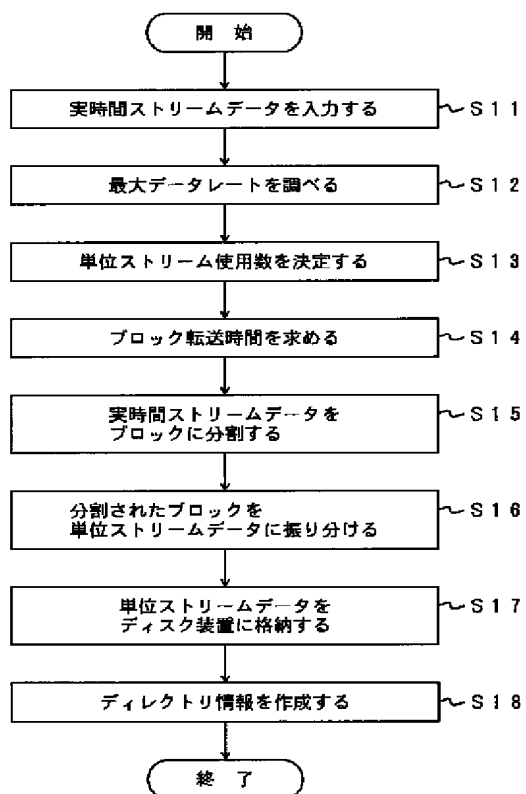 開 始
実時間ストリームデータを入力する
S11
最大データレートを調べる
S12
単位ストリーム使用数を決定する
S13
ブロック転送時間を求める
S14
実時間ストリームデータを
ブロックに分割する
S15
分割されたブロックを
単位ストリームデータに振り分ける
S16
単位ストリームデータを
ディスク装置に格納する
S17
ディレクトリ情報を作成する
S18
終 了